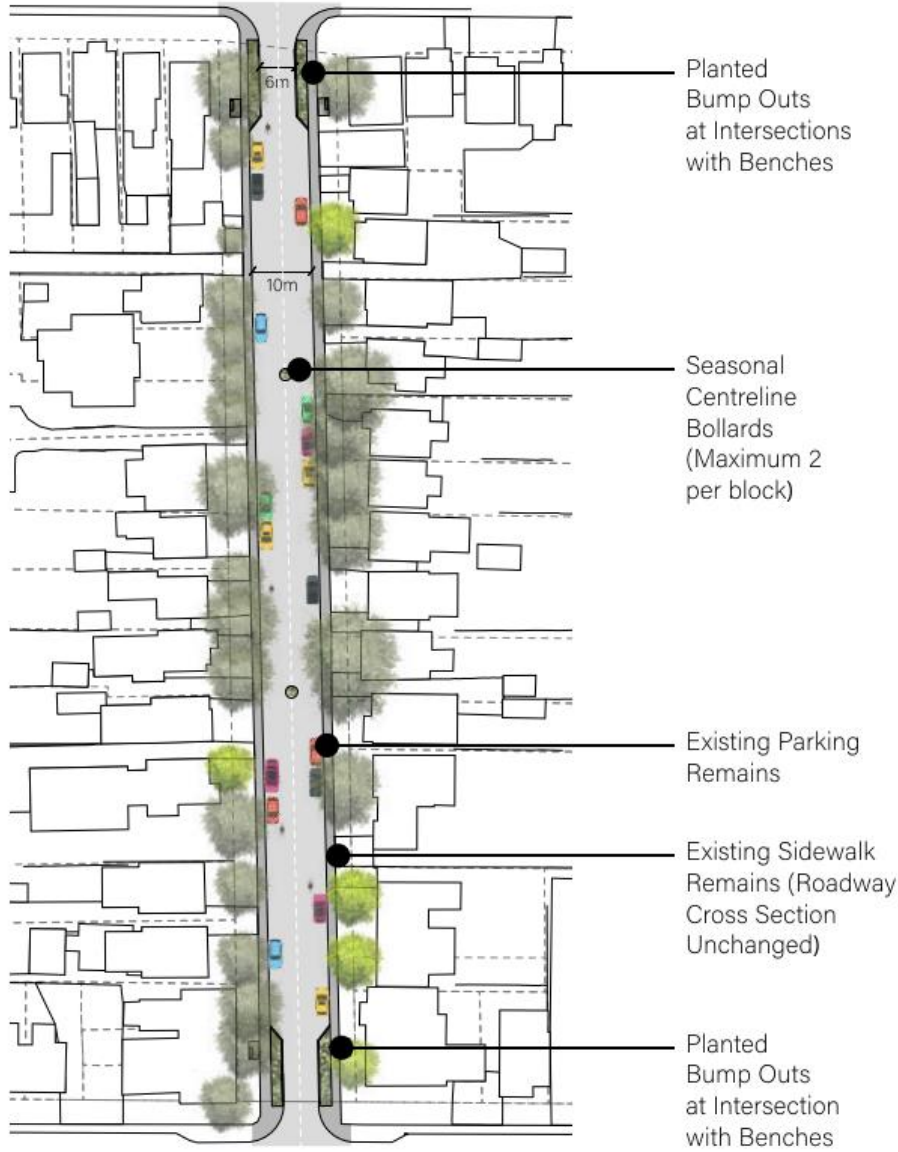 6m
Planted
Bump Outs
at Intersections
with Benches
10m
Seasonal
Centreline
Bollards
(Maximum 2
per block)
Existing Parking
Remains
Existing Sidewalk
Remains (Roadway
Cross Section
Unchanged)
Planted
Bump Outs
at Intersection
with Benches